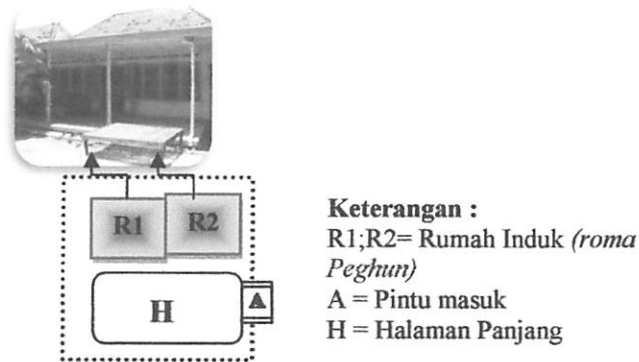 R1
R2
A
H
Keterangan :
R1;R2= Rumah Induk (roma
Peghun)
A = Pintu masuk
H = Halaman Panjang